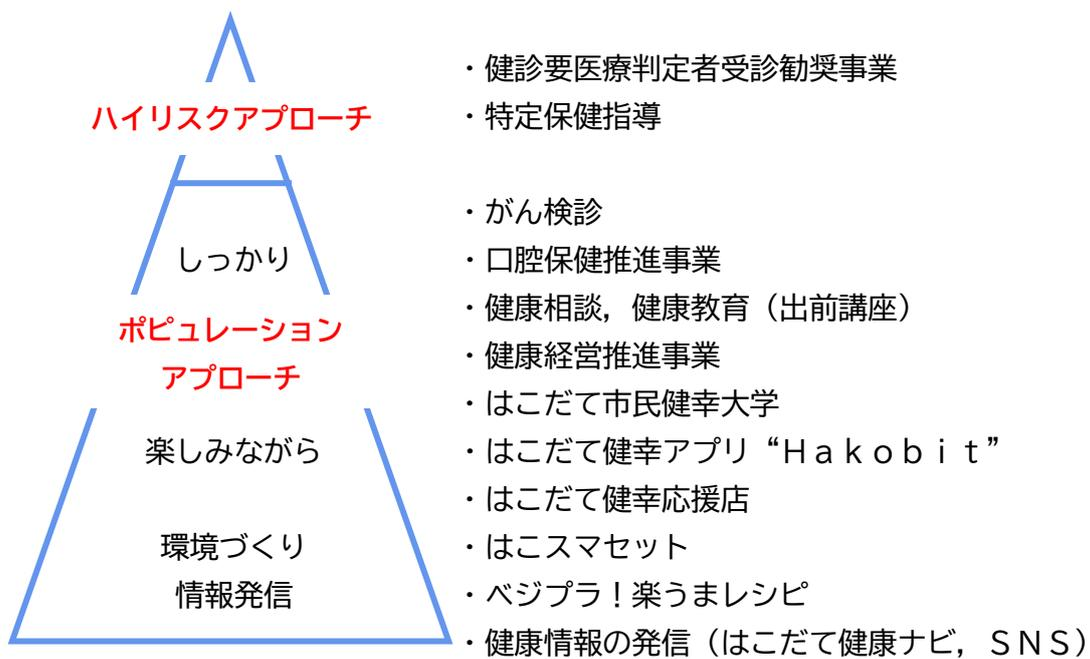 ハイリスクアプローチ
しっかり
ポピュレーション
アプローチ
楽しみながら
環境づくり
情報発信
・健診要医療判定者受診勧奨事業
・特定保健指導
・がん検診
・口腔保健推進事業
・健康相談，健康教育（出前講座）
・健康経営推進事業
・はこだて市民健幸大学
・はこだて健幸アプリ“Ｈａｋｏｂｉｔ”
・はこだて健幸応援店
・はこスマセット
・ベジプラ！楽うまレシピ
・健康情報の発信（はこだて健康ナビ，ＳＮＳ）